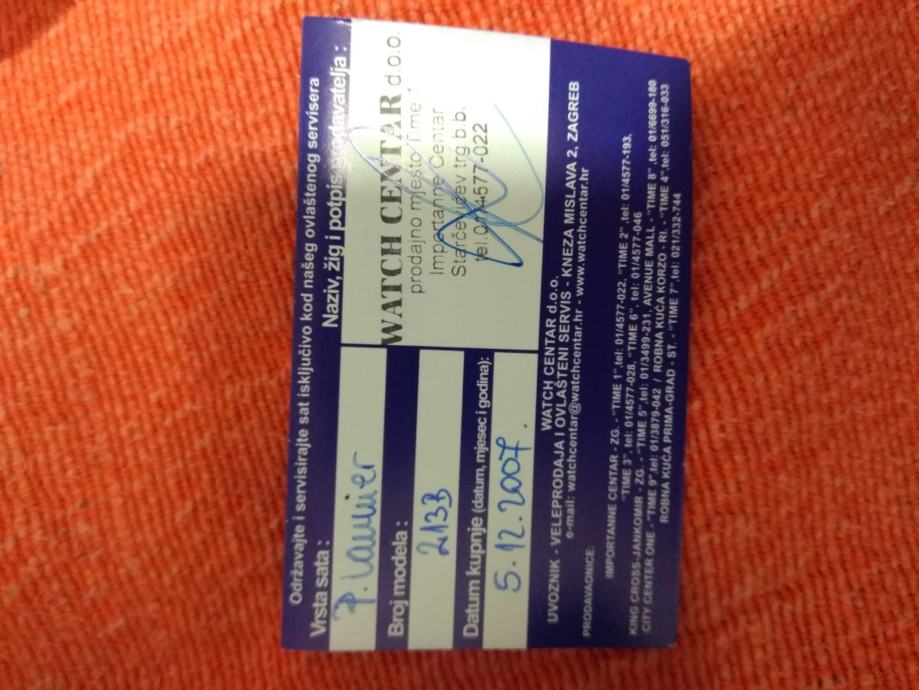 Održavajte i servisirajte sat isključivo kod našeg ovlaštenog servisera
Vrsta sata :
P. Laurier
Broj modela :
213B
Datum kupnje (datum, mjesec i godina):
5.12.2007.
Naziv, žig i potpis prodavatelja :
WATCH CENTAR d.o.o.
prodajno mjesto Time 1
Importanne Centar
Starčevićev trg b.b.
tel.01/4577-022
WATCH CENTAR d.o.o.
UVOZNIK - VELEPRODAJA I OVLAŠTENI SERVIS - KNEZA MISLAVA 2, ZAGREB
e-mail: watchcentar@watchcentar.hr - www.watchcentar.hr
PRODAVAONICE:
IMPORTANNE CENTAR - ZG. - "TIME 1",tel: 01/4577-022, "TIME 2" ,tel: 01/4577-193,
"TIME 3", tel: 01/4577-028, "TIME 6" ,tel: 01/4577-046
KING CROSS-JANKOMIR - ZG. - "TIME 5",tel: 01/3499-231, AVENUE MALL - "TIME 8" ,tel: 01/6699-180
CITY CENTER ONE - "TIME 9",tel: 01/3879-042 / ROBNA KUĆA KORZO - RI. - "TIME 4",tel: 051/316-033
ROBNA KUĆA PRIMA-GRAD - ST. - "TIME 7",tel: 021/332-744